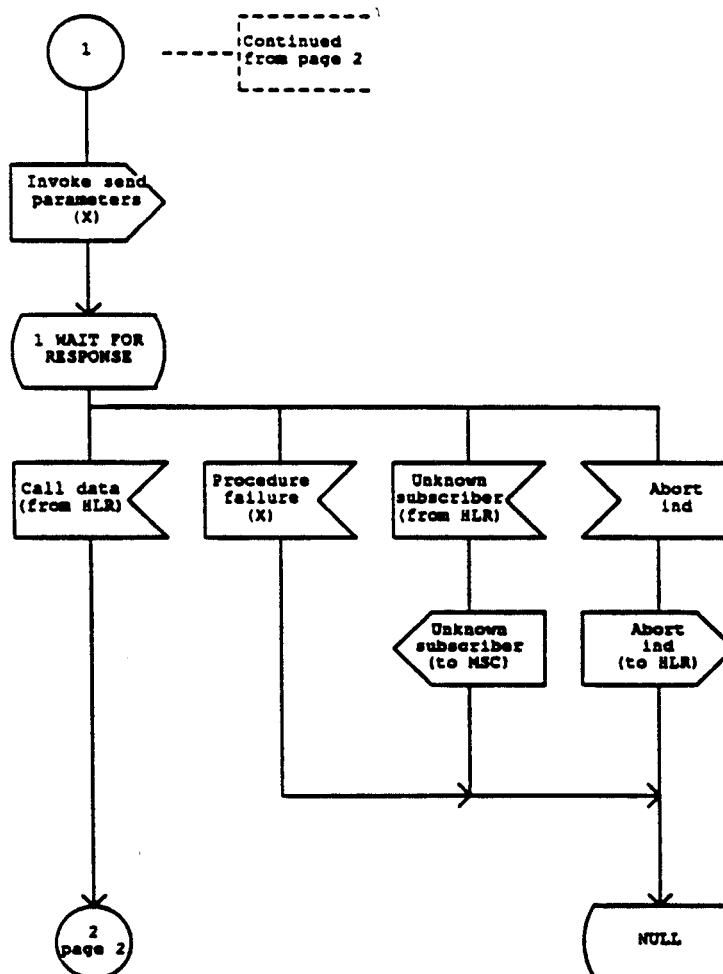 1
Continued
from page 2
Invoke send
parameters
(X)
1 WAIT FOR
RESPONSE
Call data
(from HLR)
Procedure
failure
(X)
Unknown
subscriber
(from HLR)
Abort
ind
Unknown
subscriber
(to MSC)
Abort
ind
(to HLR)
2
page 2
NULL